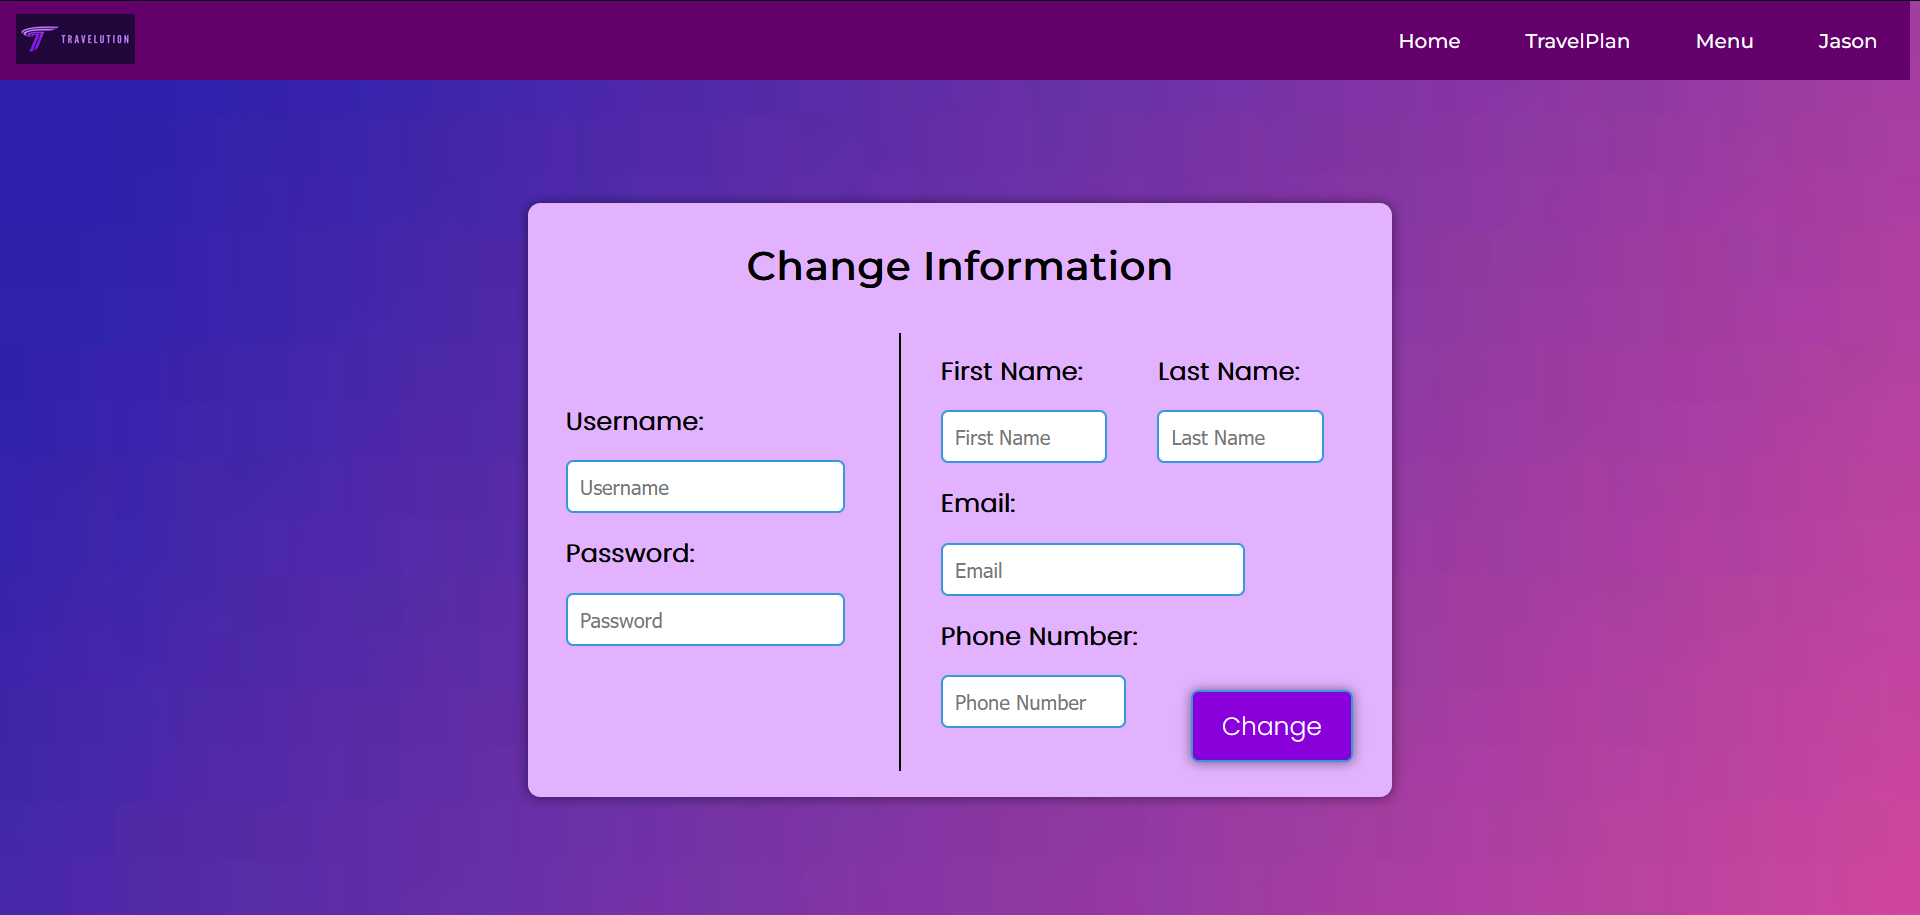 TRAVELUTION
Home TravelPlan Menu Jason
Change Information
Username:
Username
Password:
Password
First Name: Last Name:
First Name Last Name
Email:
Email
Phone Number:
Phone Number
Change